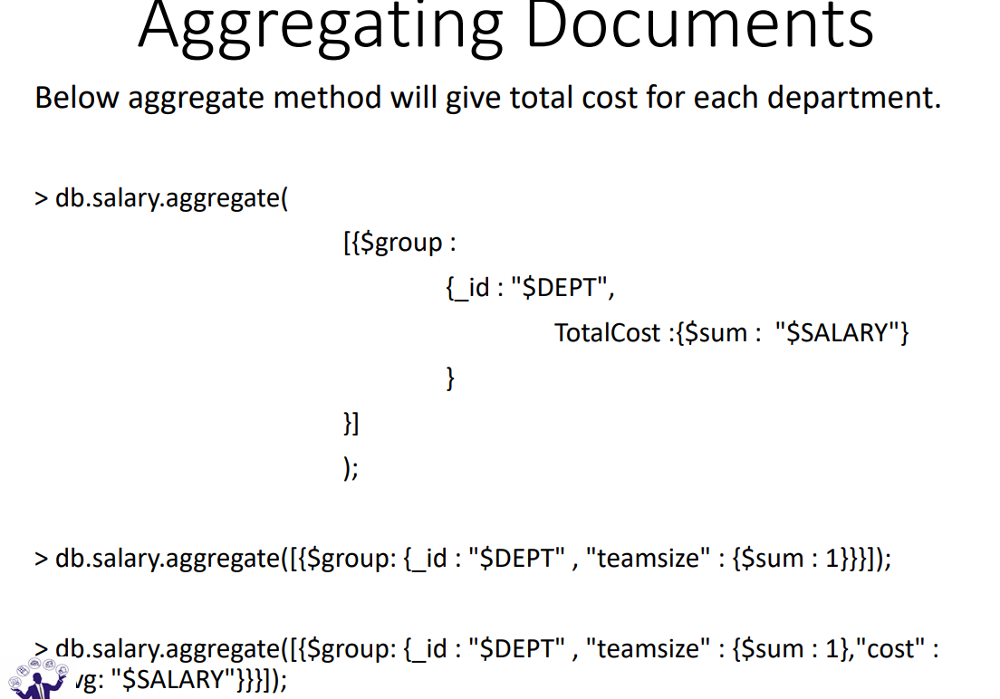 Aggregating Documents
Below aggregate method will give total cost for each department.
> db.salary.aggregate(
[{$group :
{_id : "$DEPT",
TotalCost :{$sum :  "$SALARY"}
}
}]
);
> db.salary.aggregate([{$group: {_id : "$DEPT" , "teamsize" : {$sum : 1}}}]);
> db.salary.aggregate([{$group: {_id : "$DEPT" , "teamsize" : {$sum : 1},"cost" :
vg: "$SALARY"}}}]);